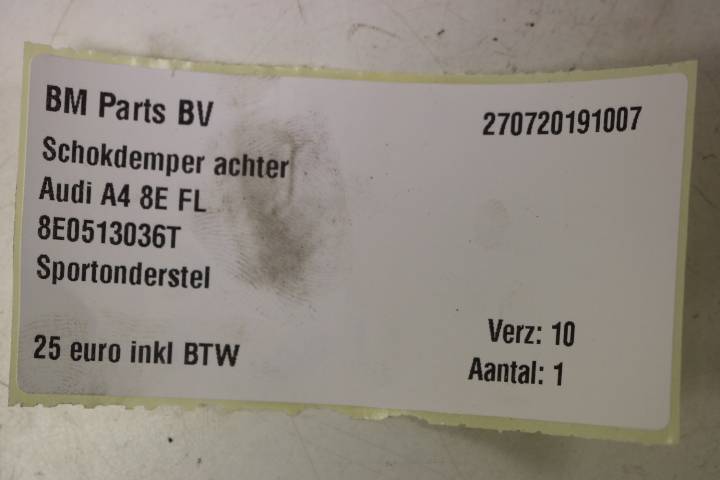 BM Parts BV
270720191007
Schokdemper achter
Audi A4 8E FL
8E0513036T
Sportonderstel
Verz: 10
25 euro inkl BTW
Aantal: 1